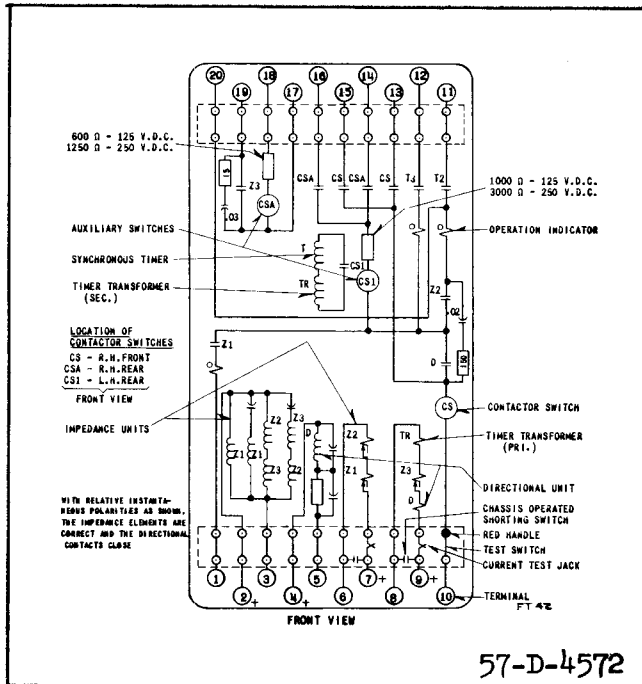 20 19 18 17 16 15 14 13 12 11
600 Ω - 125 V.D.C.
1250 Ω - 250 V.D.C.
15
Z3
.03
CSA
CSA
CS
CSA
CS
T3
T2
1000 Ω - 125 V.D.C.
3000 Ω - 250 V.D.C.
AUXILIARY SWITCHES
SYNCHRONOUS TIMER
TIMER TRANSFORMER
(SEC.)
T
TR
CS1
CS1
OPERATION INDICATOR
Z2
.02
D
150
CS
CONTACTOR SWITCH
LOCATION OF
CONTACTOR SWITCHES
CS - R.H.FRONT
CSA - R.H.REAR
CS1 - L.H.REAR
FRONT VIEW
IMPEDANCE UNITS
Z1
Z1
Z1
Z2
Z3
Z3
Z2
D
Z2
Z1
TR
Z3
D
TIMER TRANSFORMER
(PRI.)
DIRECTIONAL UNIT
CHASSIS OPERATED
SHORTING SWITCH
RED HANDLE
TEST SWITCH
CURRENT TEST JACK
TERMINAL
WITH RELATIVE INSTANTA-
NEOUS POLARITIES AS SHOWN,
THE IMPEDANCE ELEMENTS ARE
CORRECT AND THE DIRECTIONAL
CONTACTS CLOSE
1 2+ 3 4+ 5 6 7+ 8 9+ 10
FT 42
FRONT VIEW
57-D-4572